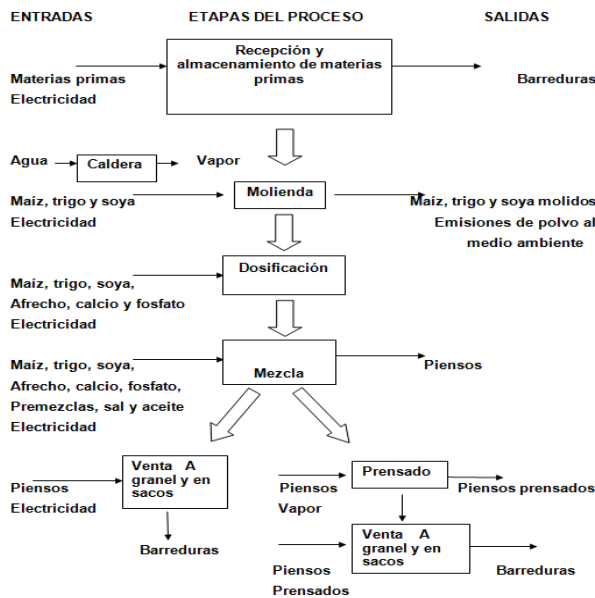 ENTRADAS ETAPAS DEL PROCESO SALIDAS
Recepción y
almacenamiento de materias
primas
Materias primas
Electricidad
Barreduras
Agua Caldera Vapor
Molienda
Maíz, trigo y soya
Electricidad
Maíz, trigo y soya molidos
Emisiones de polvo al
medio ambiente
Dosificación
Maíz, trigo, soya,
Afrecho, calcio y fosfato
Electricidad
Mezcla
Maíz, trigo, soya,
Afrecho, calcio, fosfato,
Premezclas, sal y aceite
Electricidad
Piensos
Venta A
granel y en
sacos
Piensos
Electricidad
Barreduras
Prensado
Piensos
Vapor
Piensos prensados
Venta A
granel y en
sacos
Piensos
Prensados
Barreduras